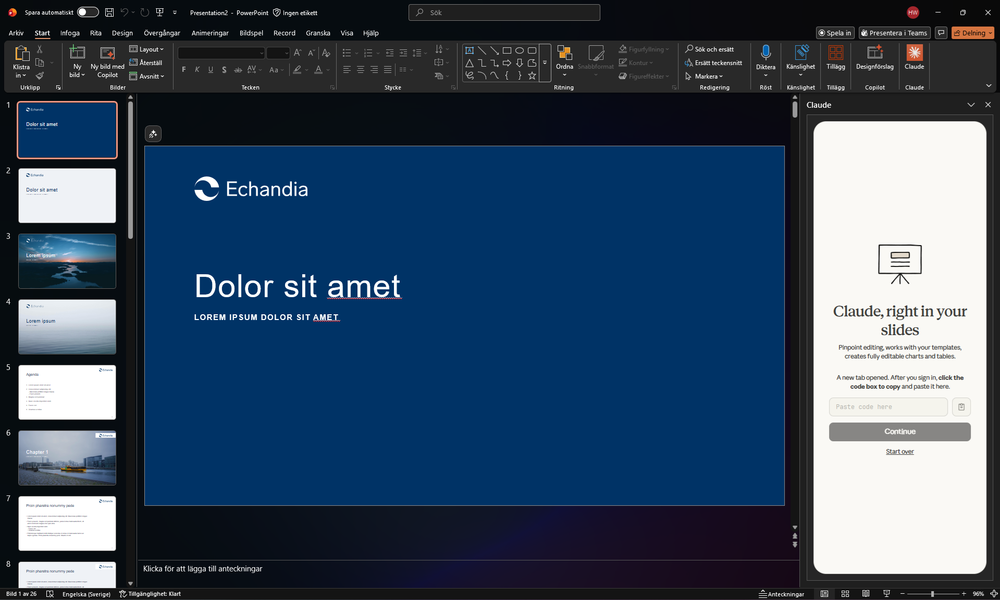 Spara automatiskt
Presentation2 - PowerPoint
Ingen etikett
Sök
HW
Arkiv Start Infoga Rita Design Övergångar Animeringar Bildspel Record Granska Visa Hjälp
Spela in
Presentera i Teams
Delning
Klistra in
Urklipp
Ny bild
Ny bild med Copilot
Layout
Återställ
Avsnitt
Bilder
F K U S ab AV Aa A
Tecken
Stycke
Ordna
Snabbformat
Figurfyllning
Kontur
Figureffekter
Ritning
Sök och ersätt
Ersätt teckensnitt
Markera
Redigering
Diktera
Röst
Känslighet
Känslighet
Tillägg
Tillägg
Designförslag
Copilot
Claude
Claude
1
Echandia
Dolor sit amet
2
Echandia
Dolor sit amet
3
Echandia
Lorem ipsum
4
Echandia
Lorem ipsum
5
Echandia
Agenda
6
Echandia
Chapter 1
7
Echandia
Proin pharetra nonummy pede
8
Echandia
Proin pharetra nonummy pede
Echandia
Dolor sit amet
LOREM IPSUM DOLOR SIT AMET
Klicka för att lägga till anteckningar
Claude
Claude, right in your
slides
Pinpoint editing, works with your templates,
creates fully editable charts and tables.
A new tab opened. After you sign in, click the
code box to copy and paste it here.
Paste code here
Continue
Start over
Bild 1 av 26
Engelska (Sverige)
Tillgänglighet: Klart
Anteckningar
96%